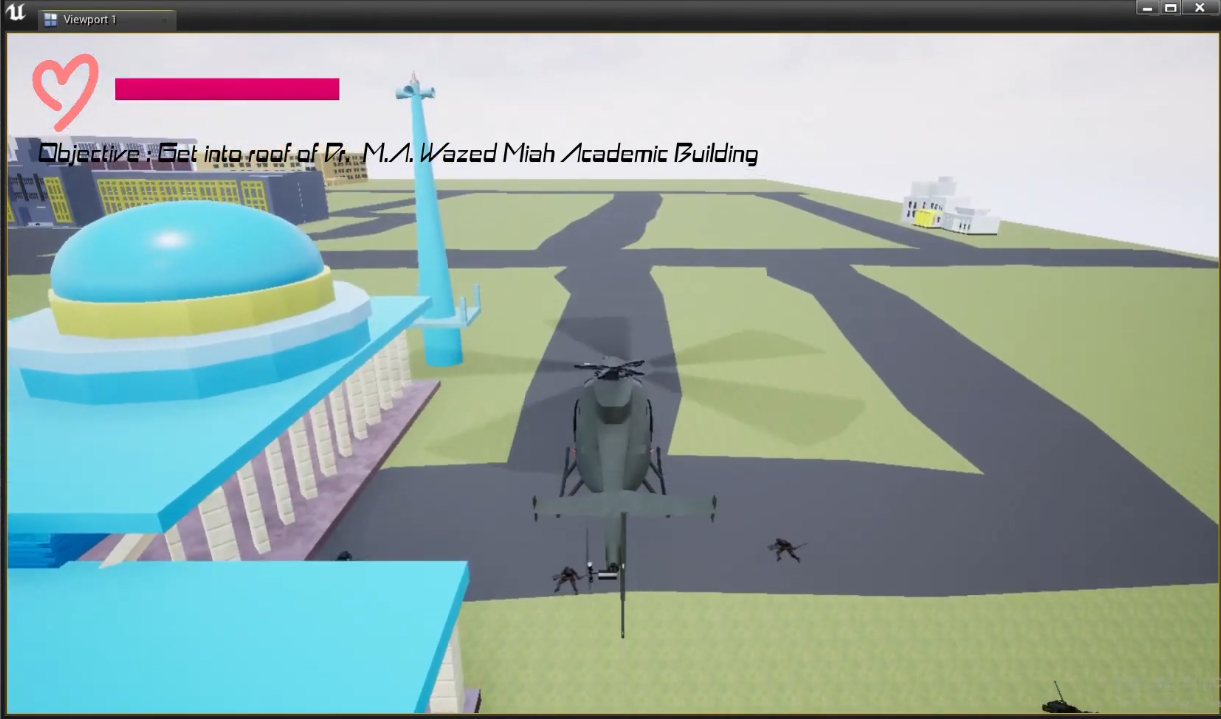 Viewport 1
Objective : Get into roof of Dr. M.A. Wazed Miah Academic Building